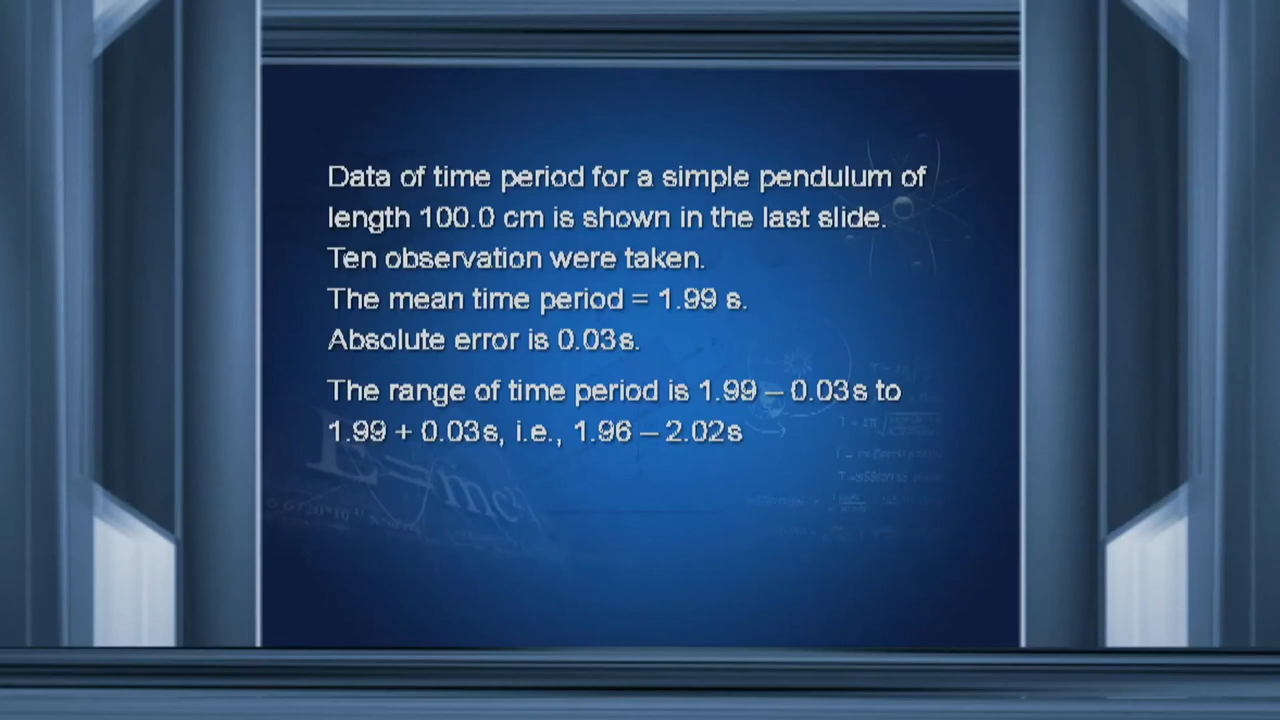 Data of time period for a simple pendulum of
length 100.0 cm is shown in the last slide.
Ten observation were taken.
The mean time period = 1.99 s.
Absolute error is 0.03s.
The range of time period is 1.99 – 0.03s to
1.99 + 0.03s, i.e., 1.96 – 2.02s
E=mc²